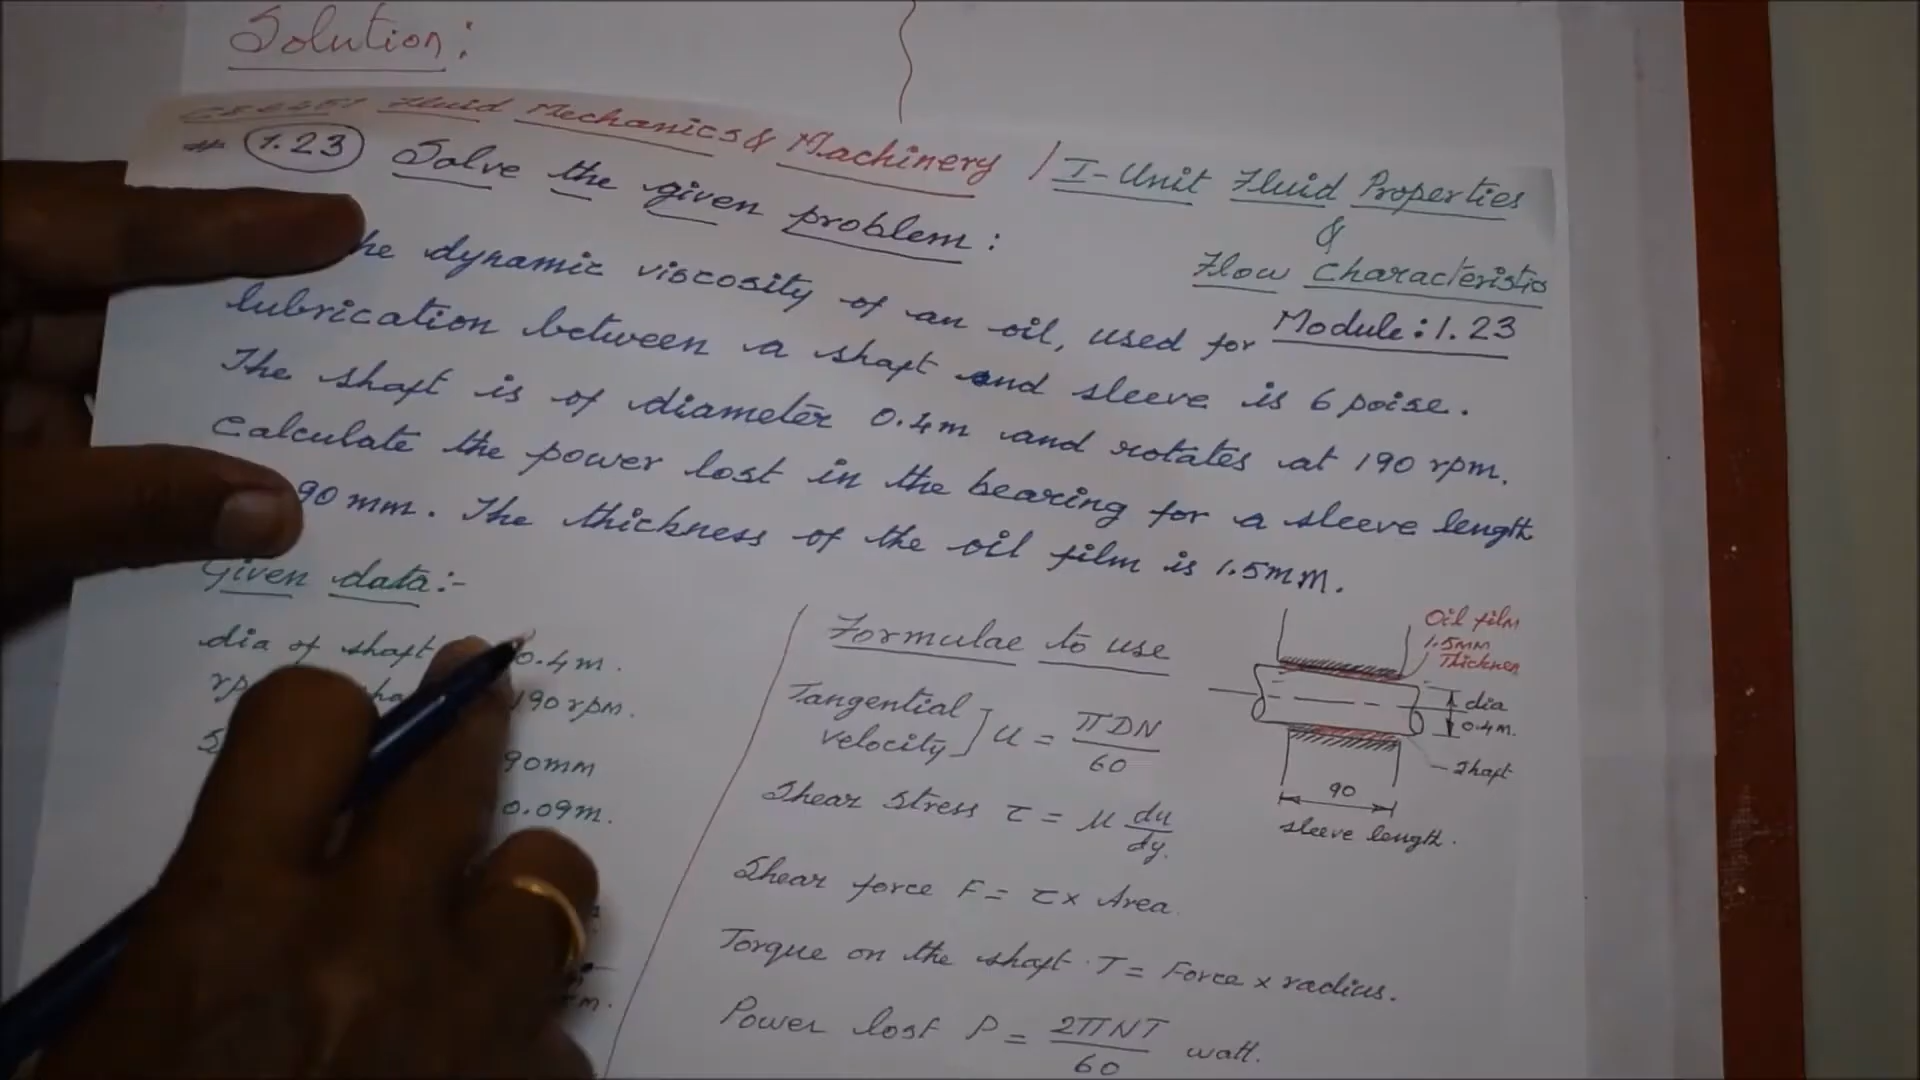 Solution:
Fluid Mechanics & Machinery / I-Unit Fluid Properties
&
Flow Characteristics
Module: 1.23
1.23 Solve the given problem:
he dynamic viscosity of an oil, used for
lubrication between a shaft and sleeve is 6 poise.
The shaft is of diameter 0.4m and rotates at 190 rpm.
Calculate the power lost in the bearing for a sleeve length
90 mm. The thickness of the oil film is 1.5mm.
Given data:-
dia of shaft 0.4m.
190 rpm.
90mm
0.09m.
Formulae to use
Tangential velocity ] u = πDN/60
Shear stress τ = μ du/dy.
Shear force F = τ x Area.
Torque on the shaft T = Force x radius.
Power lost P = 2πNT/60 watt.
Oil film
1.5mm
Thicknes
dia
0.4m.
Shaft
90
sleeve length.